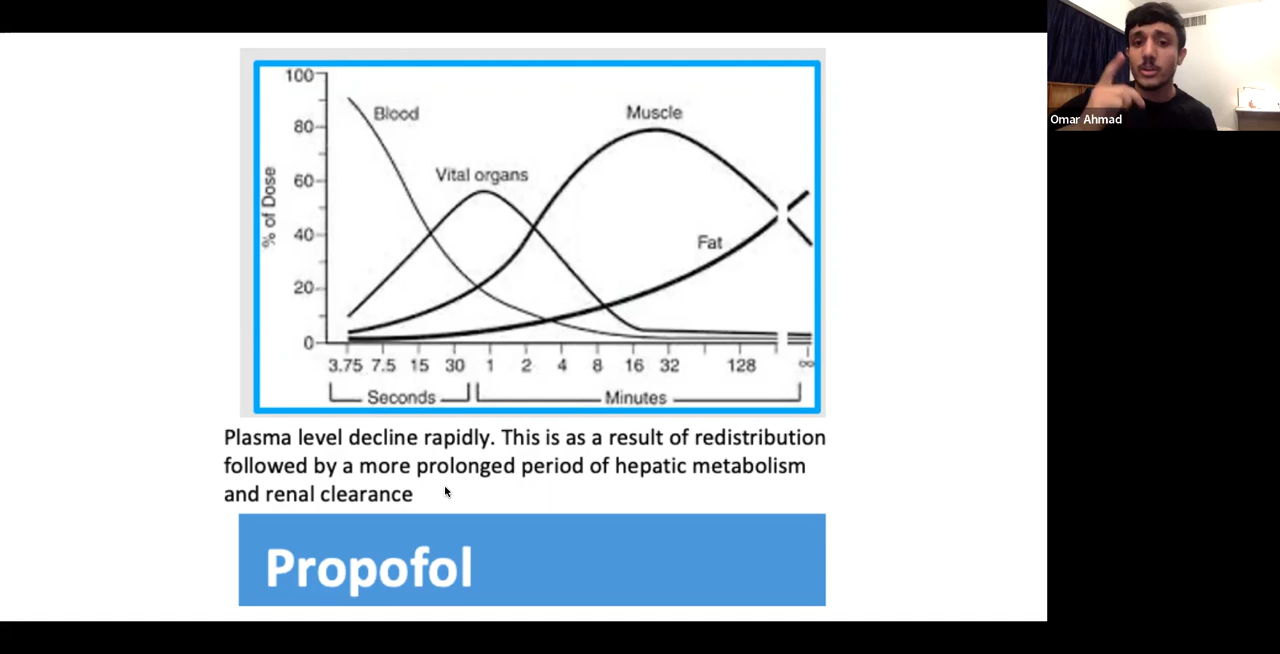 Omar Ahmad
100
80
60
40
20
0
% of Dose
Blood
Vital organs
Muscle
Fat
3.75 7.5 15 30 1 2 4 8 16 32 128 ∞
Seconds Minutes
Plasma level decline rapidly. This is as a result of redistribution
followed by a more prolonged period of hepatic metabolism
and renal clearance
Propofol